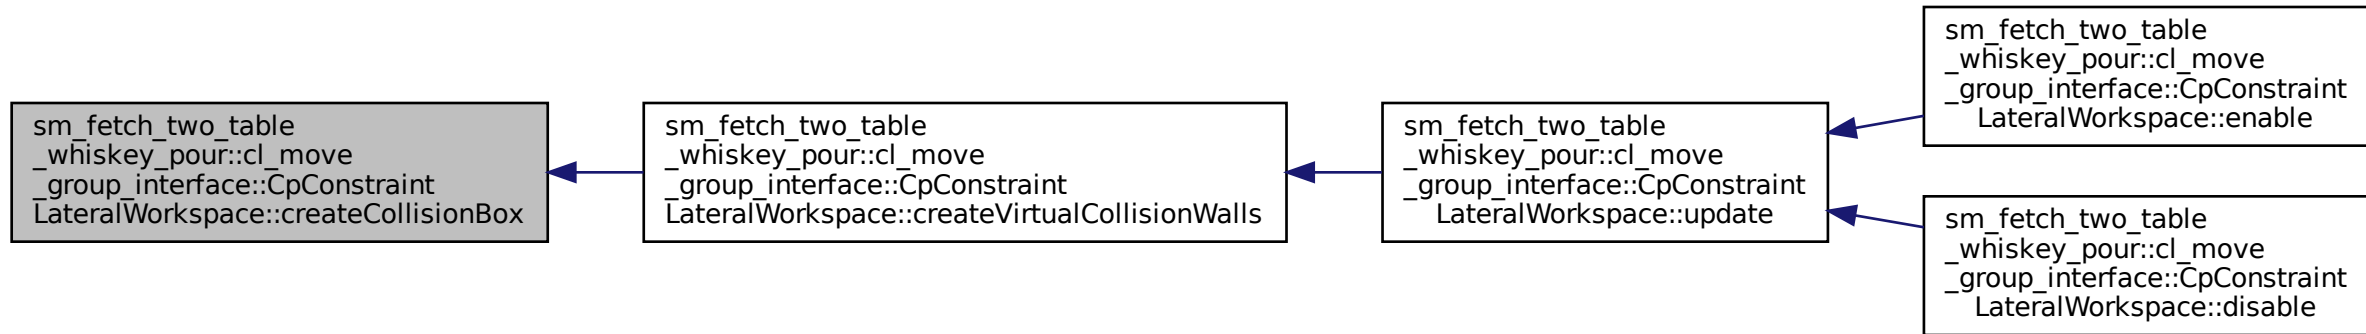 sm_fetch_two_table
_whiskey_pour::cl_move
_group_interface::CpConstraint
LateralWorkspace::createCollisionBox
sm_fetch_two_table
_whiskey_pour::cl_move
_group_interface::CpConstraint
LateralWorkspace::createVirtualCollisionWalls
sm_fetch_two_table
_whiskey_pour::cl_move
_group_interface::CpConstraint
LateralWorkspace::update
sm_fetch_two_table
_whiskey_pour::cl_move
_group_interface::CpConstraint
LateralWorkspace::enable
sm_fetch_two_table
_whiskey_pour::cl_move
_group_interface::CpConstraint
LateralWorkspace::disable